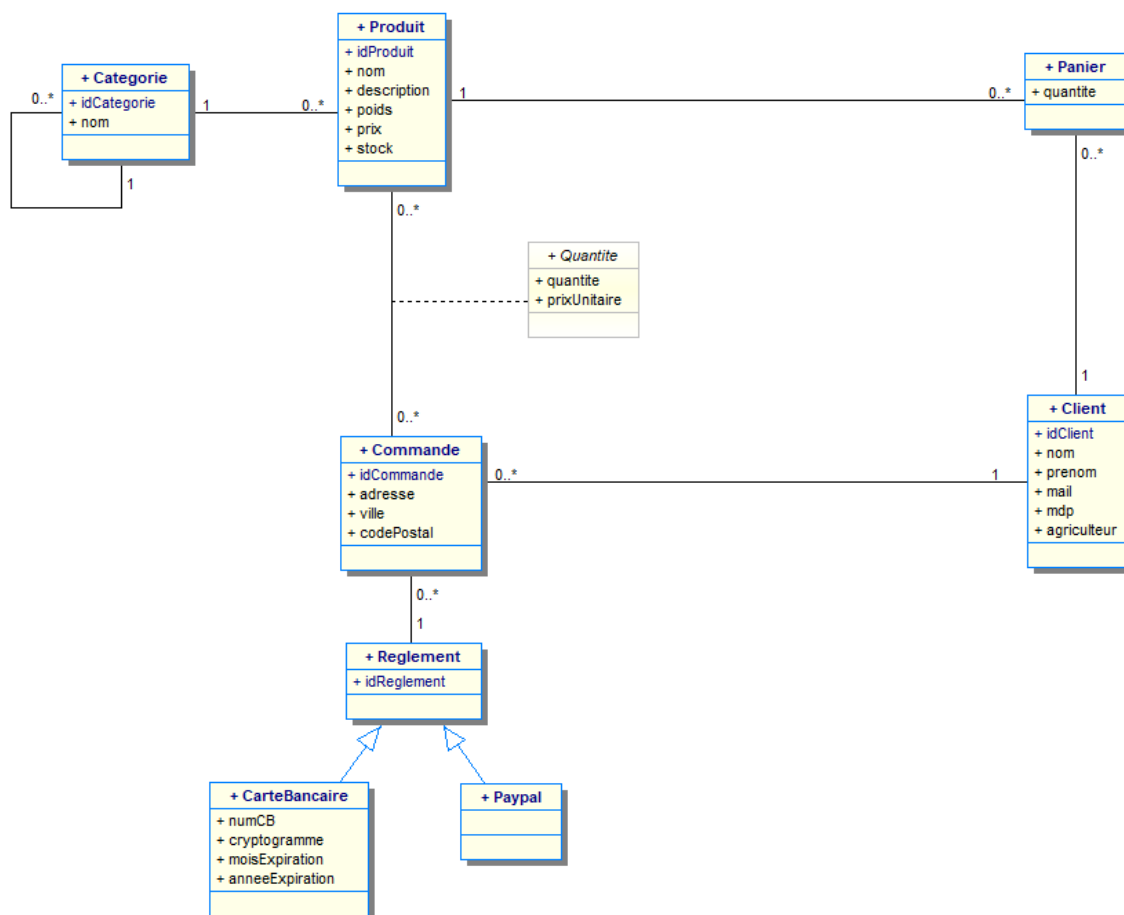 + Produit
+ idProduit
+ nom
+ description
+ poids
+ prix
+ stock
+ Categorie
+ idCategorie
+ nom
0..*
1
1
0..*
1
0..*
+ Panier
+ quantite
0..*
1
0..*
+ Quantite
+ quantite
+ prixUnitaire
0..*
+ Commande
+ idCommande
+ adresse
+ ville
+ codePostal
0..*
1
+ Client
+ idClient
+ nom
+ prenom
+ mail
+ mdp
+ agriculteur
0..*
1
+ Reglement
+ idReglement
+ CarteBancaire
+ numCB
+ cryptogramme
+ moisExpiration
+ anneeExpiration
+ Paypal